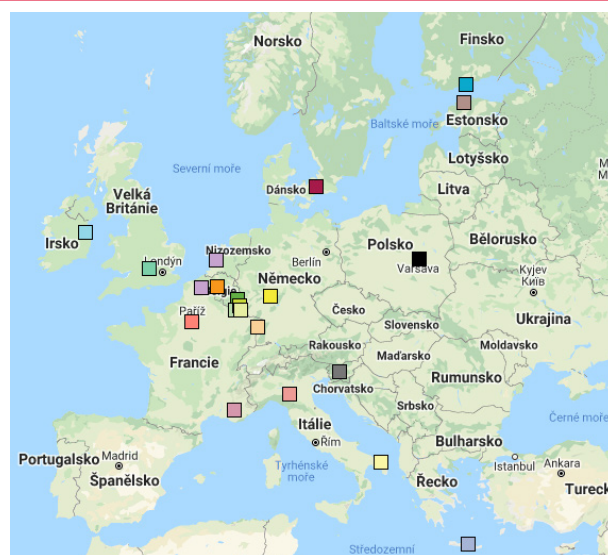 Norsko
Finsko
Estonsko
Baltské moře
Lotyšsko
Severní moře
Dánsko
Litva
Velká
Británie
Irsko
Nizozemsko
Londýn
Berlín
Polsko
Varšava
Bělorusko
Německo
Kyjev
Київ
Paříž
Česko
Ukrajina
Slovensko
Rakousko
Moldavsko
Maďarsko
Francie
Chorvatsko
Rumunsko
Srbsko
Itálie
Černé moře
Řím
Bulharsko
Portugalsko
Madrid
Španělsko
Tyrhénské
moře
Istanbul
Ankara
Řecko
Středozemní